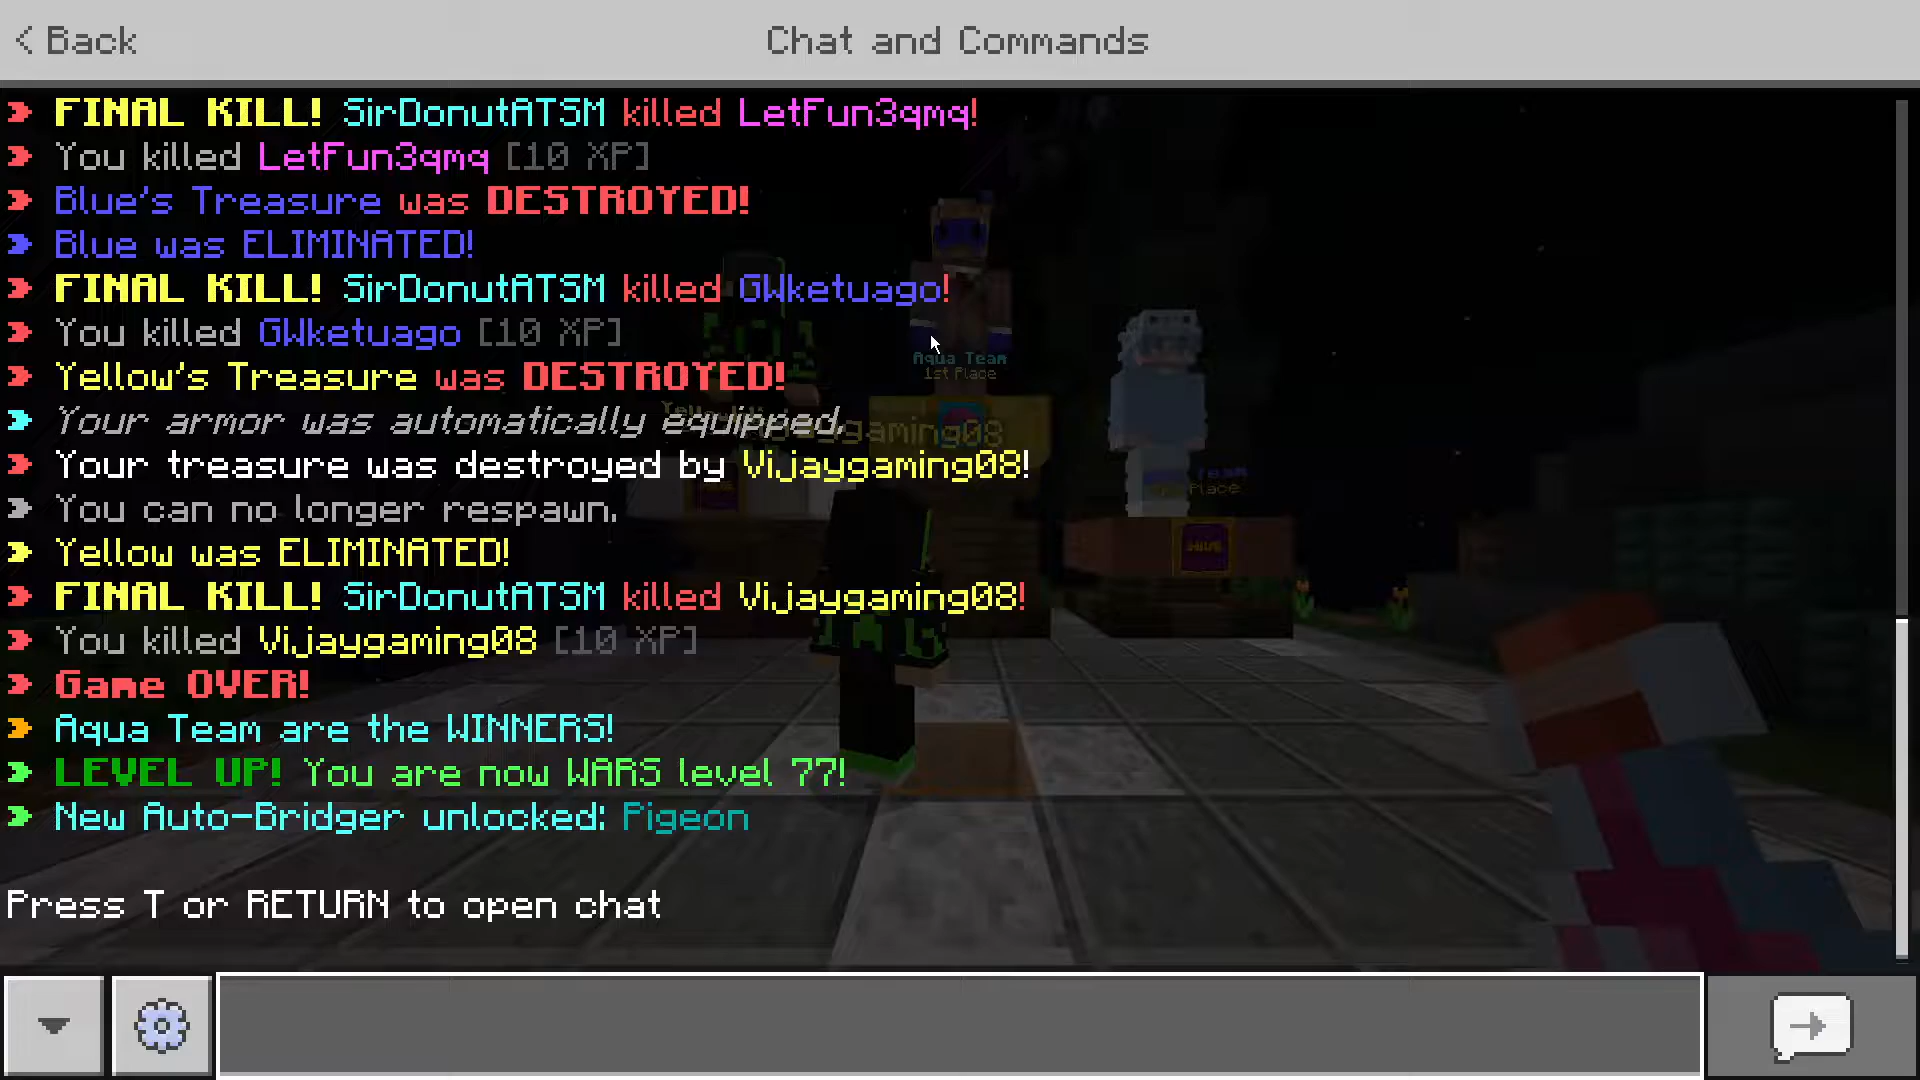 < Back
Chat and Commands
FINAL KILL! SirDonutATSM killed LetFun3qmq!
You killed LetFun3qmq [10 XP]
Blue's Treasure was DESTROYED!
Blue was ELIMINATED!
FINAL KILL! SirDonutATSM killed GWketuago!
You killed GWketuago [10 XP]
Aqua Team
1st Place
Yellow's Treasure was DESTROYED!
Your armor was automatically equipped.
Your treasure was destroyed by Vijaygaming08!
Team
Place
You can no longer respawn.
Yellow was ELIMINATED!
FINAL KILL! SirDonutATSM killed Vijaygaming08!
You killed Vijaygaming08 [10 XP]
Game OVER!
Aqua Team are the WINNERS!
LEVEL UP! You are now WARS level 77!
New Auto-Bridger unlocked: Pigeon
Press T or RETURN to open chat